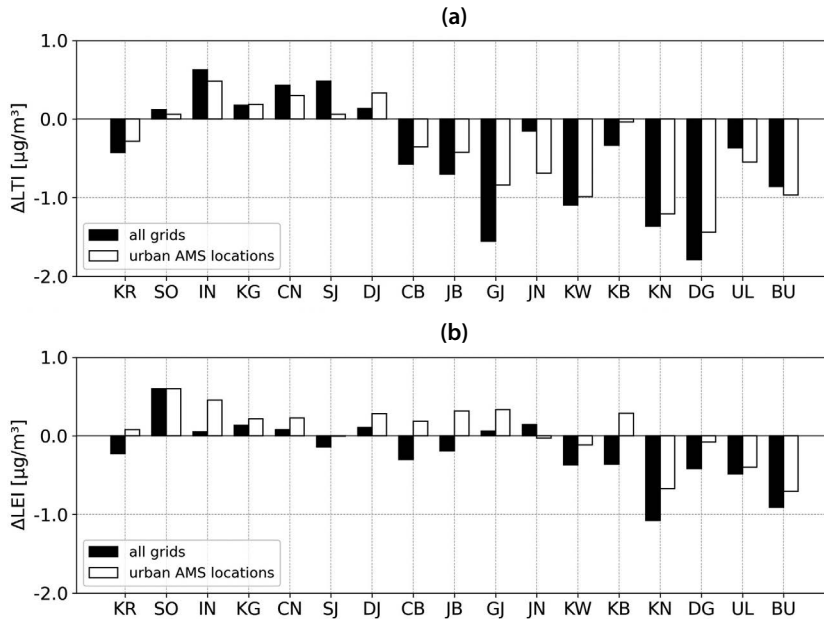 (a)
ΔLTI [µg/m³]
1.0
0.0
-1.0
-2.0
all grids
urban AMS locations
KR SO IN KG CN SJ DJ CB JB GJ JN KW KB KN DG UL BU
(b)
ΔLEI [µg/m³]
1.0
0.0
-1.0
-2.0
all grids
urban AMS locations
KR SO IN KG CN SJ DJ CB JB GJ JN KW KB KN DG UL BU